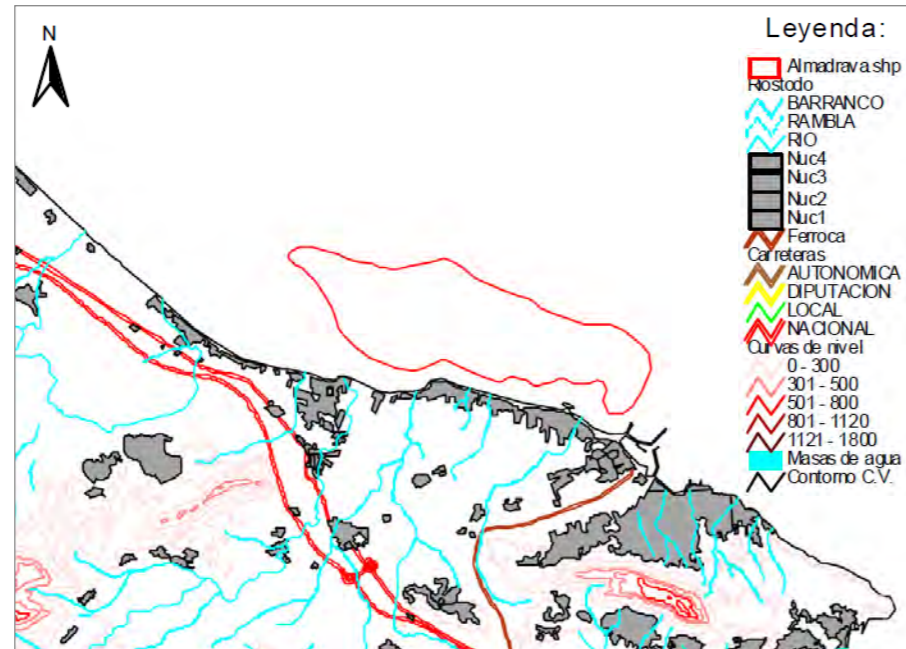 N
Leyenda:
Almadrava shp
Riostodo
BARRANCO
RAMBLA
RIO
Nuc4
Nuc3
Nuc2
Nuc1
Ferroca
Carreteras
AUTONOMICA
DIPUTACION
LOCAL
NACIONAL
Curvas de nivel
0 - 300
301 - 500
501 - 800
801 - 1120
1121 - 1800
Masas de agua
Contorno C.V.